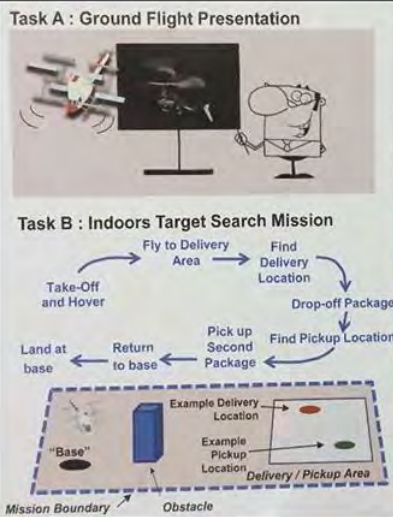 Task A : Ground Flight Presentation
Task B : Indoors Target Search Mission
Take-Off
and Hover
Fly to Delivery
Area
Find
Delivery
Location
Drop-off Package
Find Pickup Location
Pick up
Second
Package
Return
to base
Land at
base
"Base"
Example Delivery
Location
Example
Pickup
Location
Delivery / Pickup Area
Mission Boundary
Obstacle